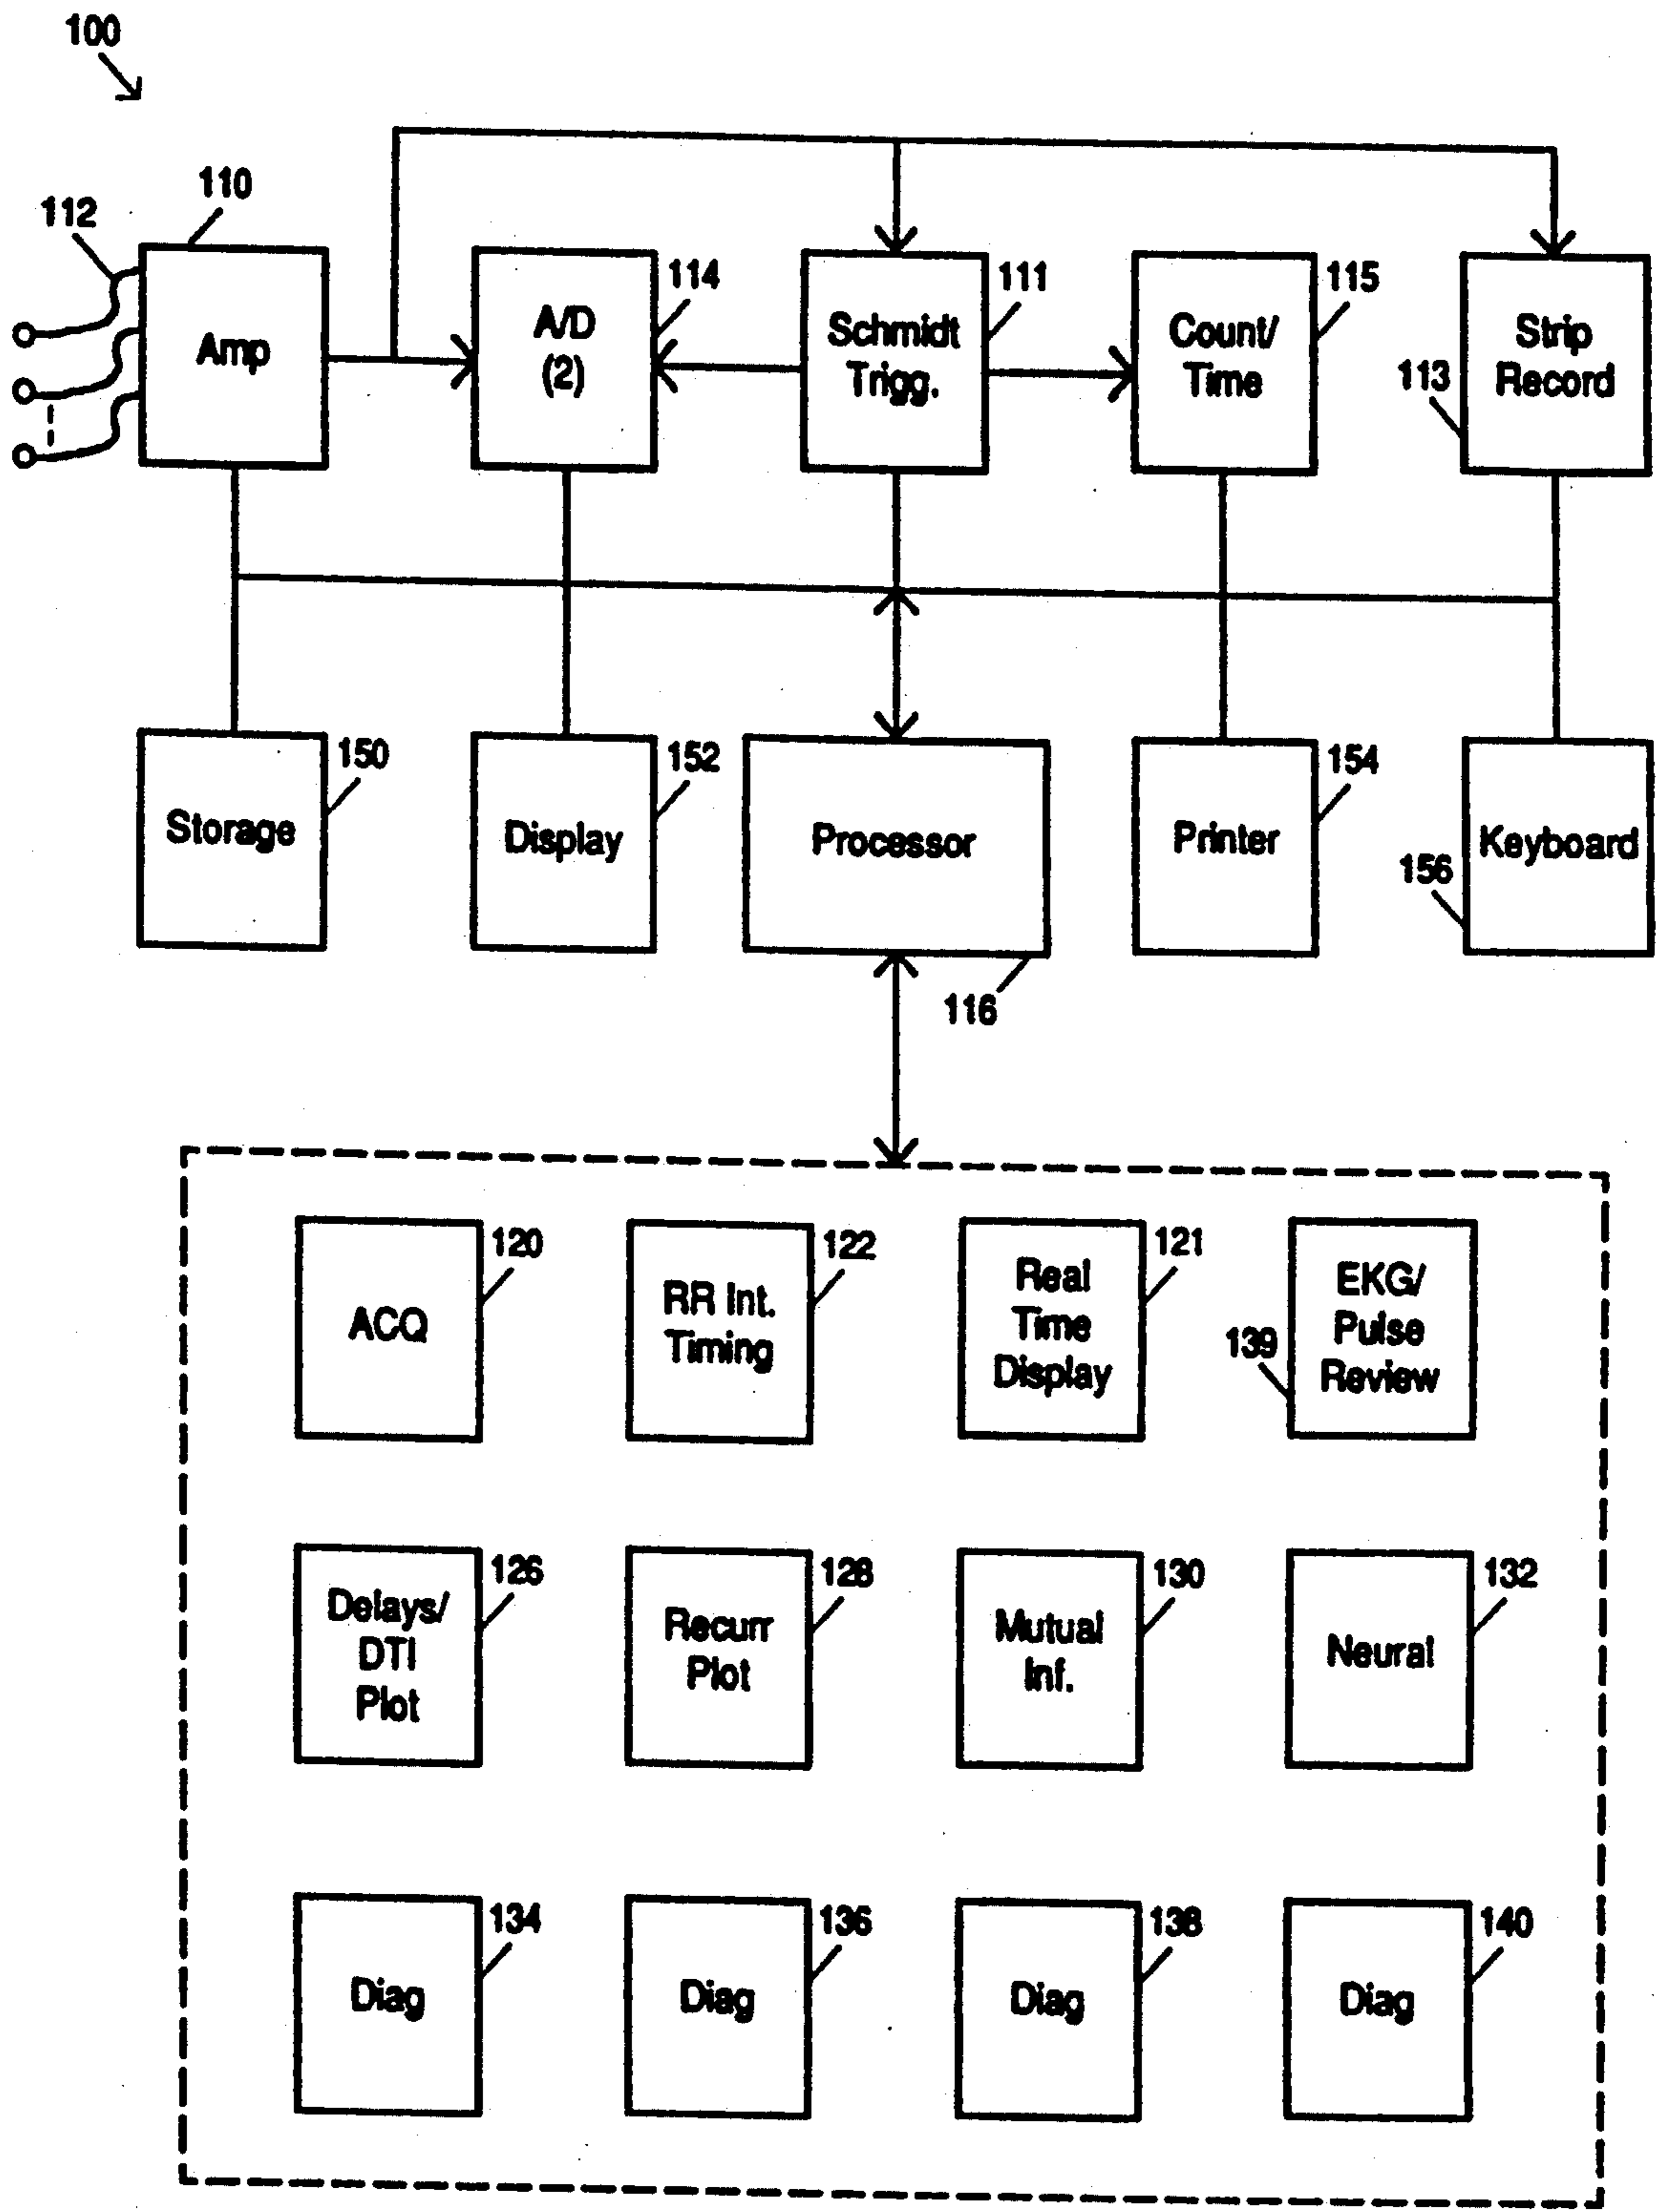 100
110
112
Amp
A/D
(2)
114
Schmidt
Trigg.
111
Count/
Time
115
Strip
Record
113
Storage
150
Display
152
Processor
116
Printer
154
Keyboard
156
ACQ
120
RR Int.
Timing
122
Real
Time
Display
121
EKG/
Pulse
Review
139
Delays/
DTI
Plot
126
Recurr
Plot
128
Mutual
Inf.
130
Neural
132
Diag
134
Diag
136
Diag
138
Diag
140